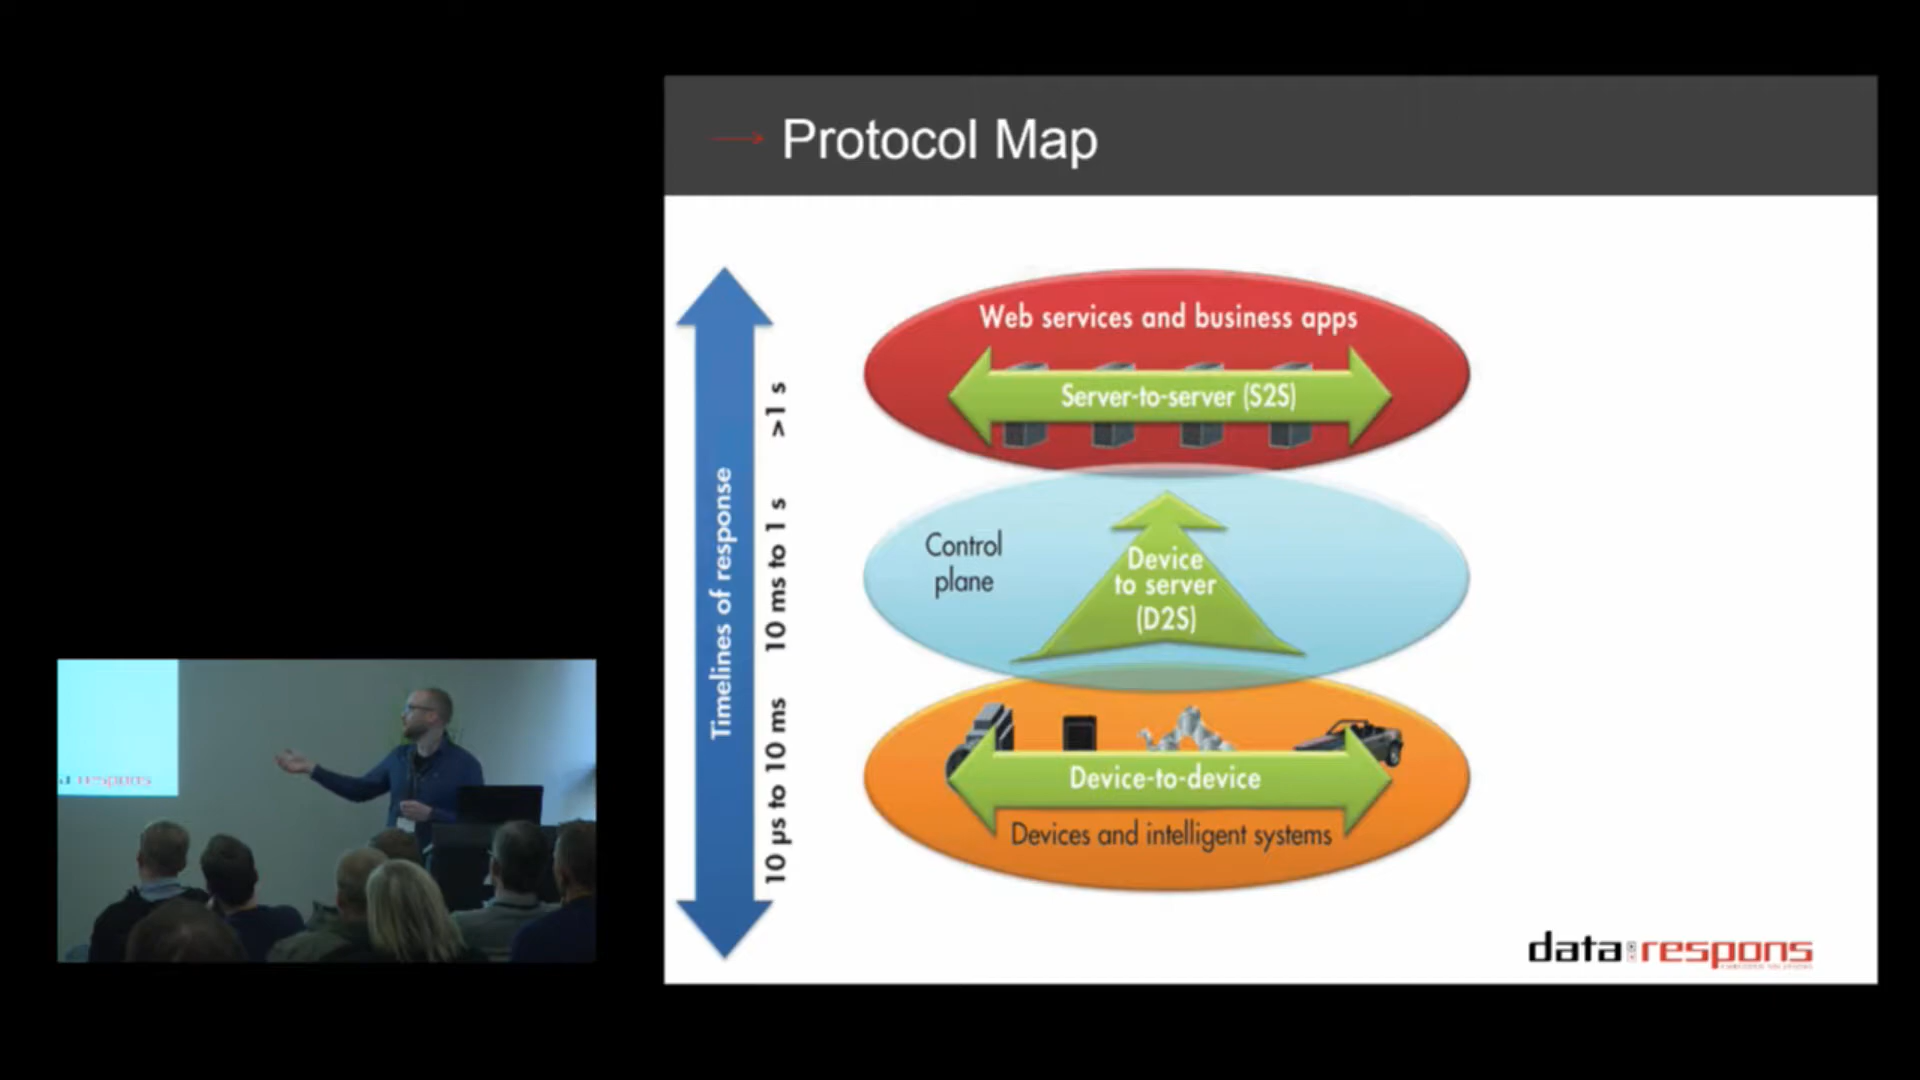 Protocol Map
Timelines of response
>1 s
10 ms to 1 s
10 µs to 10 ms
Web services and business apps
Server-to-server (S2S)
Control
plane
Device
to server
(D2S)
Device-to-device
Devices and intelligent systems
data respons
respons